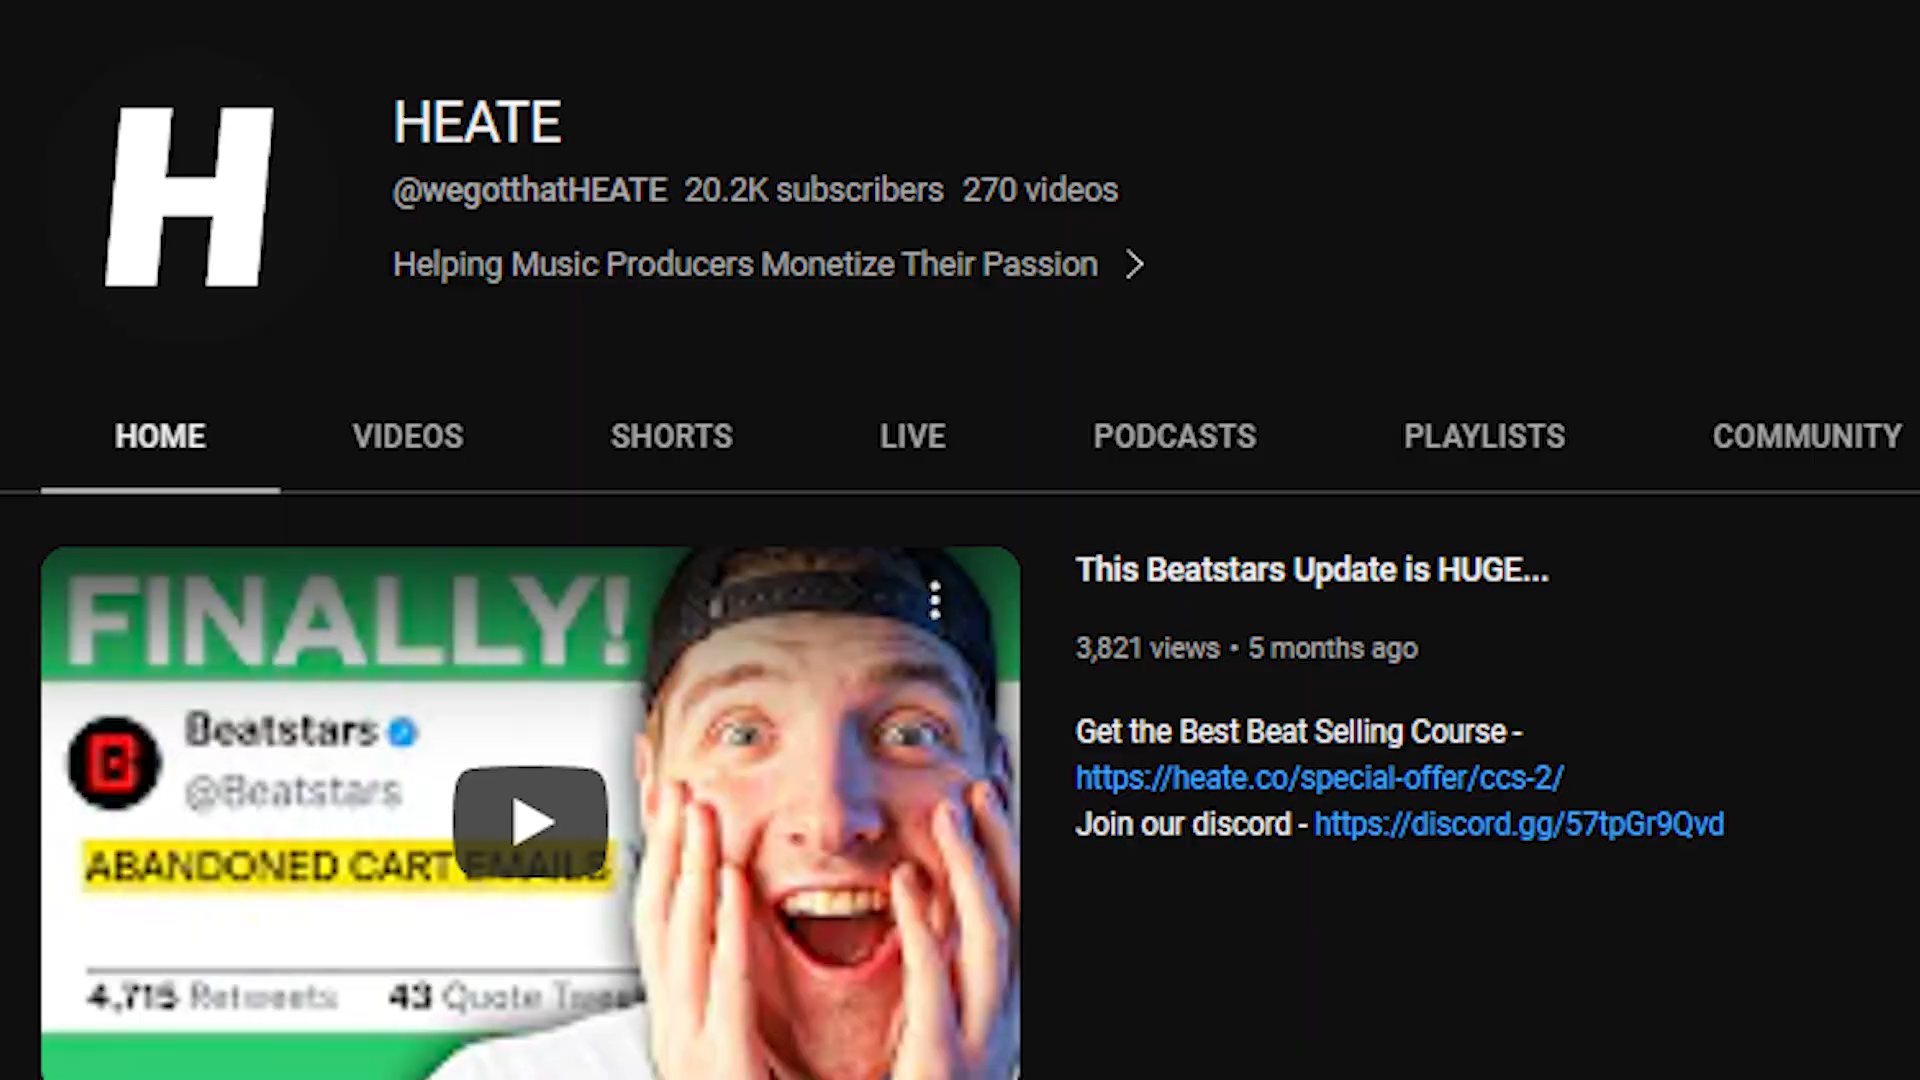 H
HEATE
@wegotthatHEATE 20.2K subscribers 270 videos
Helping Music Producers Monetize Their Passion
HOME VIDEOS SHORTS LIVE PODCASTS PLAYLISTS COMMUNITY
FINALLY!
Beatstars
@Beatstars
B
ABANDONED CART EMAILS
4,715 Retweets 43 Quote
This Beatstars Update is HUGE...
3,821 views • 5 months ago
Get the Best Beat Selling Course -
https://heate.co/special-offer/ccs-2/
Join our discord - https://discord.gg/57tpGr9Qvd